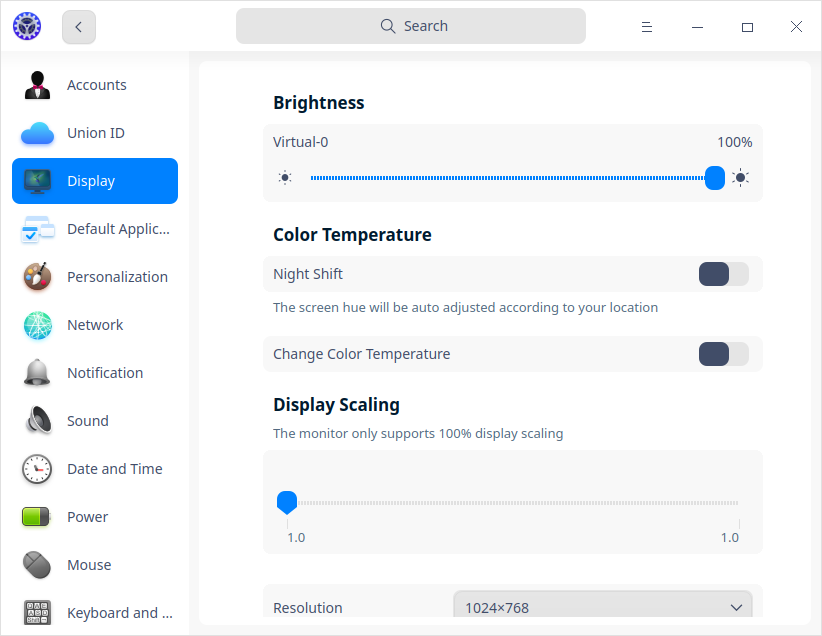 Search
Accounts
Union ID
Display
Default Applic...
Personalization
Network
Notification
Sound
Date and Time
Power
Mouse
Keyboard and ...
Brightness
Virtual-0 100%
Color Temperature
Night Shift
The screen hue will be auto adjusted according to your location
Change Color Temperature
Display Scaling
The monitor only supports 100% display scaling
1.0 1.0
Resolution 1024×768